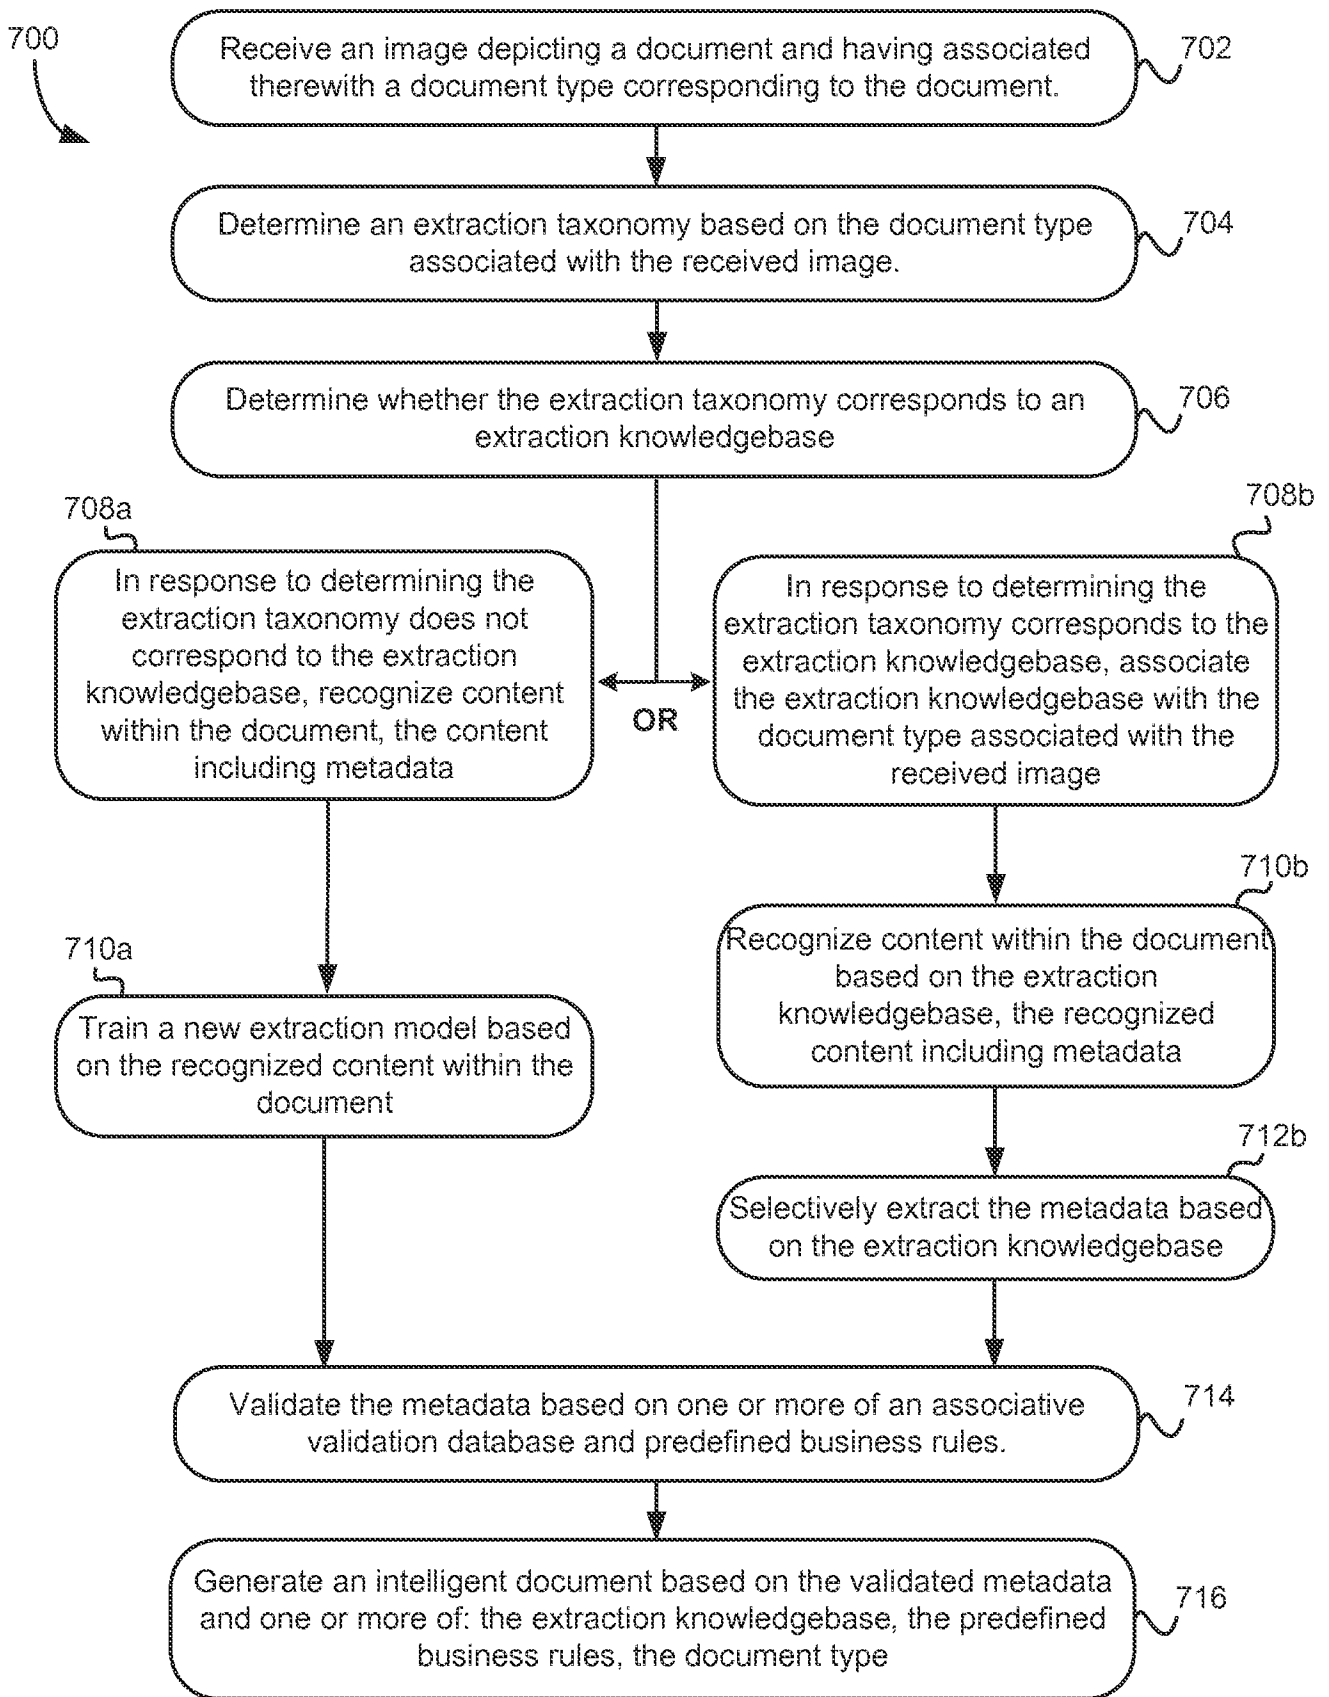 700
Receive an image depicting a document and having associated
therewith a document type corresponding to the document.
702
Determine an extraction taxonomy based on the document type
associated with the received image.
704
Determine whether the extraction taxonomy corresponds to an
extraction knowledgebase
706
708a
In response to determining the
extraction taxonomy does not
correspond to the extraction
knowledgebase, recognize content
within the document, the content
including metadata
OR
708b
In response to determining the
extraction taxonomy corresponds to the
extraction knowledgebase, associate
the extraction knowledgebase with the
document type associated with the
received image
710a
Train a new extraction model based
on the recognized content within the
document
710b
Recognize content within the document
based on the extraction
knowledgebase, the recognized
content including metadata
712b
Selectively extract the metadata based
on the extraction knowledgebase
Validate the metadata based on one or more of an associative
validation database and predefined business rules.
714
Generate an intelligent document based on the validated metadata
and one or more of: the extraction knowledgebase, the predefined
business rules, the document type
716